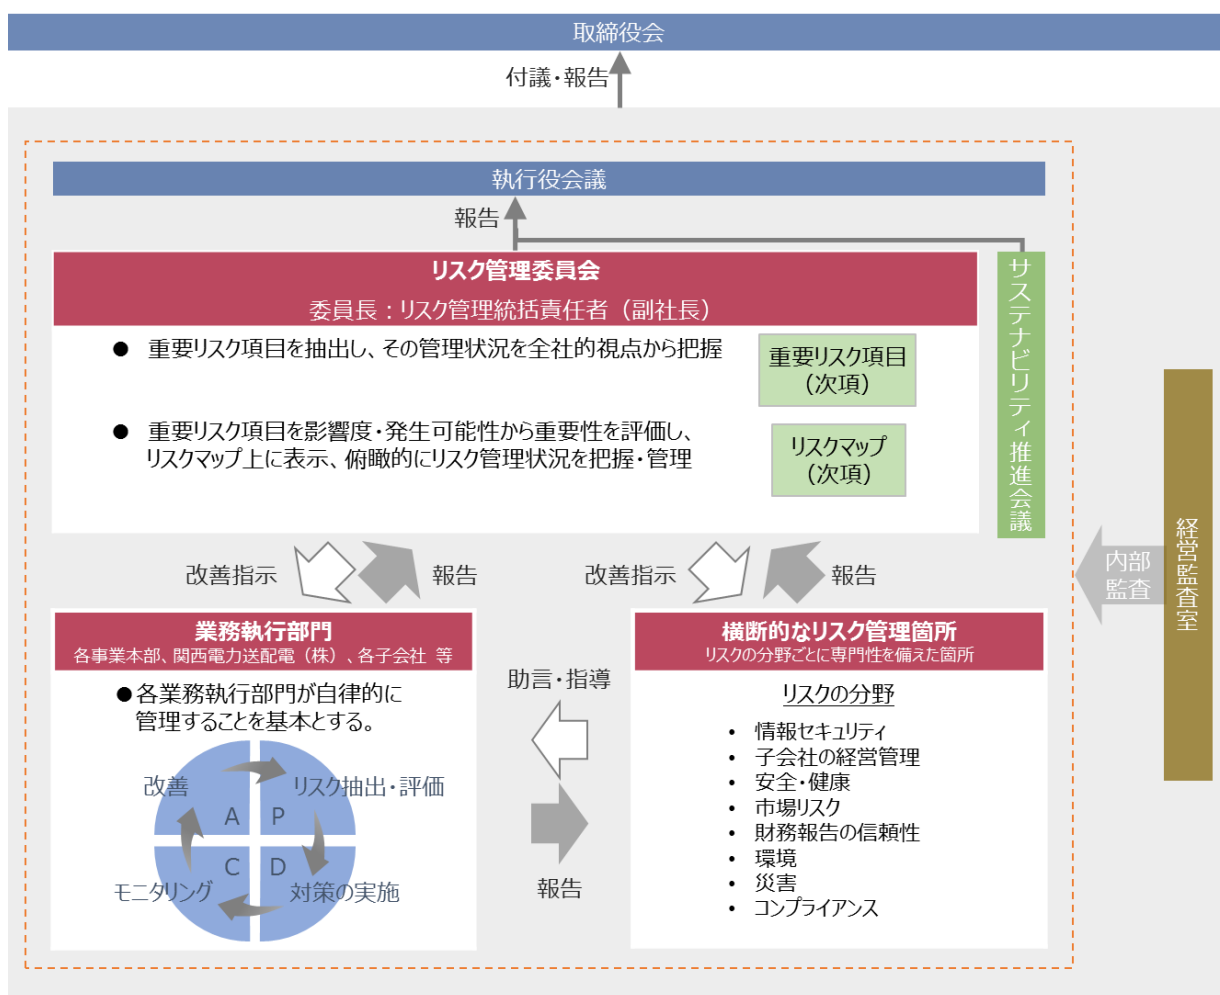 取締役会
付議・報告
執行役会議
報告
リスク管理委員会
委員長：リスク管理統括責任者（副社長）
● 重要リスク項目を抽出し、その管理状況を全社的視点から把握
重要リスク項目
（次項）
● 重要リスク項目を影響度・発生可能性から重要性を評価し、
リスクマップ上に表示、俯瞰的にリスク管理状況を把握・管理
リスクマップ
（次項）
サステナビリティ推進会議
経営監査室
内部
監査
改善指示
報告
改善指示
報告
業務執行部門
各事業本部、関西電力送配電（株）、各子会社 等
●各業務執行部門が自律的に
管理することを基本とする。
改善
リスク抽出・評価
A P
C D
モニタリング
対策の実施
助言・指導
報告
横断的なリスク管理箇所
リスクの分野ごとに専門性を備えた箇所
リスクの分野
• 情報セキュリティ
• 子会社の経営管理
• 安全・健康
• 市場リスク
• 財務報告の信頼性
• 環境
• 災害
• コンプライアンス